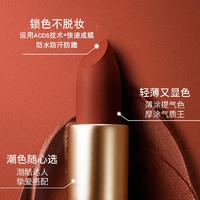 锁色不脱妆
运用ACDS技术+快速成膜
防水防汗防蹭
轻薄又显色
薄涂提气色
厚涂气质王
潮色随心选
潮酷达人
挚爱搭配